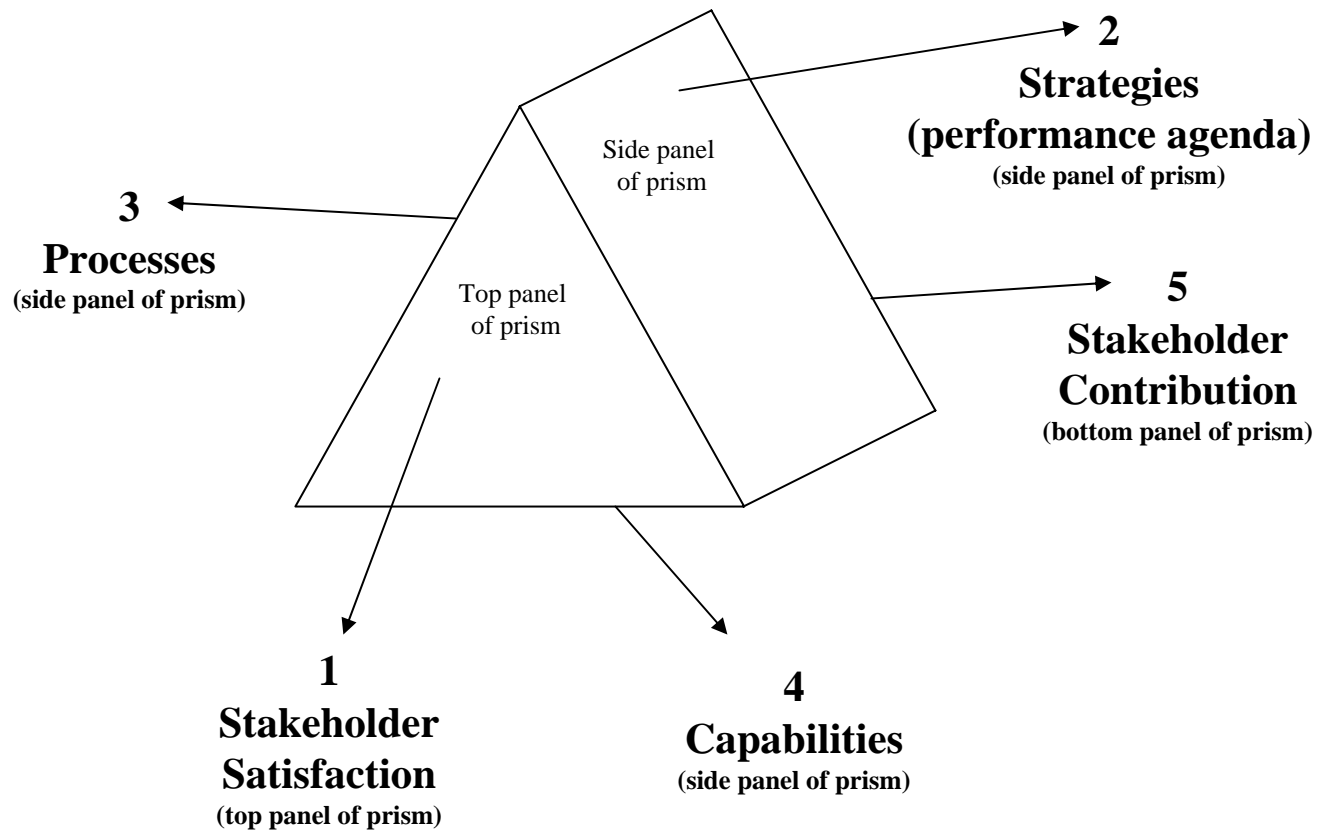 2
Strategies
(performance agenda)
(side panel of prism)
Side panel
of prism
3
Processes
(side panel of prism)
Top panel
of prism
5
Stakeholder
Contribution
(bottom panel of prism)
1
Stakeholder
Satisfaction
(top panel of prism)
4
Capabilities
(side panel of prism)